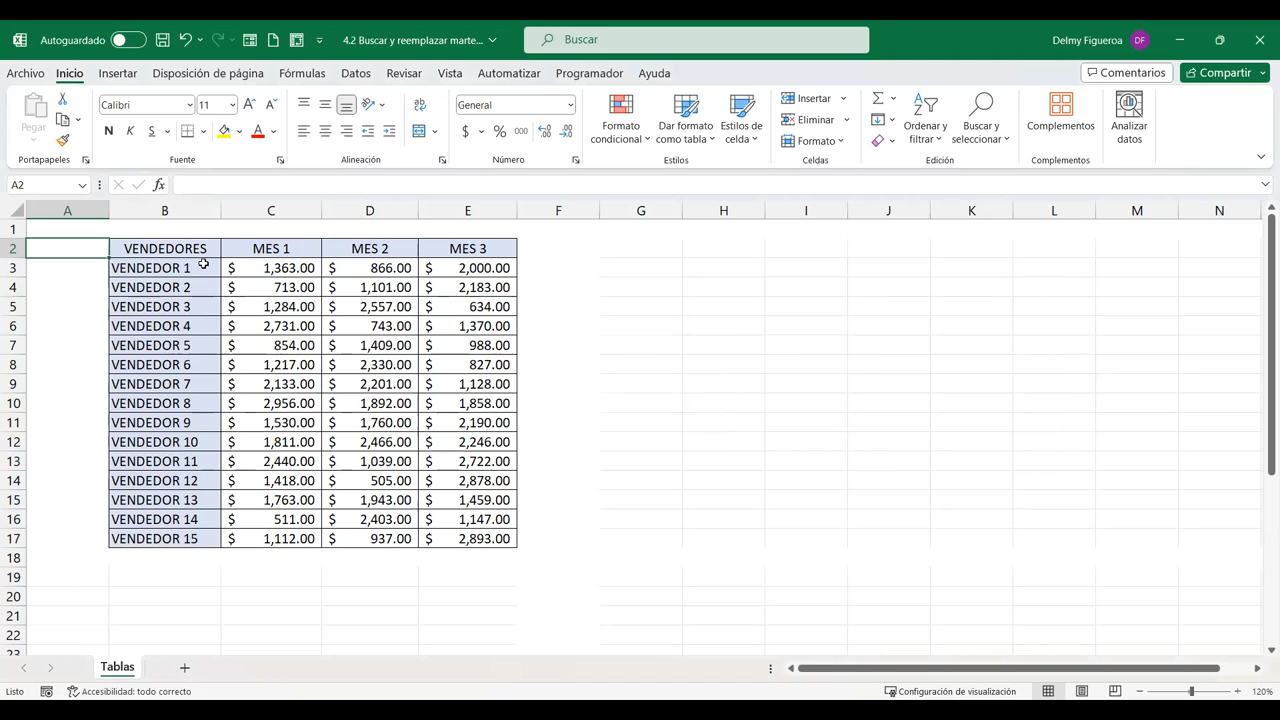 Autoguardado
4.2 Buscar y reemplazar marte...
Buscar
Delmy Figueroa
DF
Archivo Inicio Insertar Disposición de página Fórmulas Datos Revisar Vista Automatizar Programador Ayuda
Comentarios
Compartir
Pegar
Portapapeles
Calibri
11
N K S
Fuente
Alineación
General
$ % 000
Número
Formato condicional
Dar formato como tabla
Estilos de celda
Estilos
Insertar
Eliminar
Formato
Celdas
Ordenar y filtrar
Buscar y seleccionar
Edición
Complementos
Complementos
Analizar datos
A2
fx
A B C D E F G H I J K L M N
1
2 VENDEDORES MES 1 MES 2 MES 3
3 VENDEDOR 1 $ 1,363.00 $ 866.00 $ 2,000.00
4 VENDEDOR 2 $ 713.00 $ 1,101.00 $ 2,183.00
5 VENDEDOR 3 $ 1,284.00 $ 2,557.00 $ 634.00
6 VENDEDOR 4 $ 2,731.00 $ 743.00 $ 1,370.00
7 VENDEDOR 5 $ 854.00 $ 1,409.00 $ 988.00
8 VENDEDOR 6 $ 1,217.00 $ 2,330.00 $ 827.00
9 VENDEDOR 7 $ 2,133.00 $ 2,201.00 $ 1,128.00
10 VENDEDOR 8 $ 2,956.00 $ 1,892.00 $ 1,858.00
11 VENDEDOR 9 $ 1,530.00 $ 1,760.00 $ 2,190.00
12 VENDEDOR 10 $ 1,811.00 $ 2,466.00 $ 2,246.00
13 VENDEDOR 11 $ 2,440.00 $ 1,039.00 $ 2,722.00
14 VENDEDOR 12 $ 1,418.00 $ 505.00 $ 2,878.00
15 VENDEDOR 13 $ 1,763.00 $ 1,943.00 $ 1,459.00
16 VENDEDOR 14 $ 511.00 $ 2,403.00 $ 1,147.00
17 VENDEDOR 15 $ 1,112.00 $ 937.00 $ 2,893.00
18
19
20
21
22
23
Tablas
Listo
Accesibilidad: todo correcto
Configuración de visualización
120%